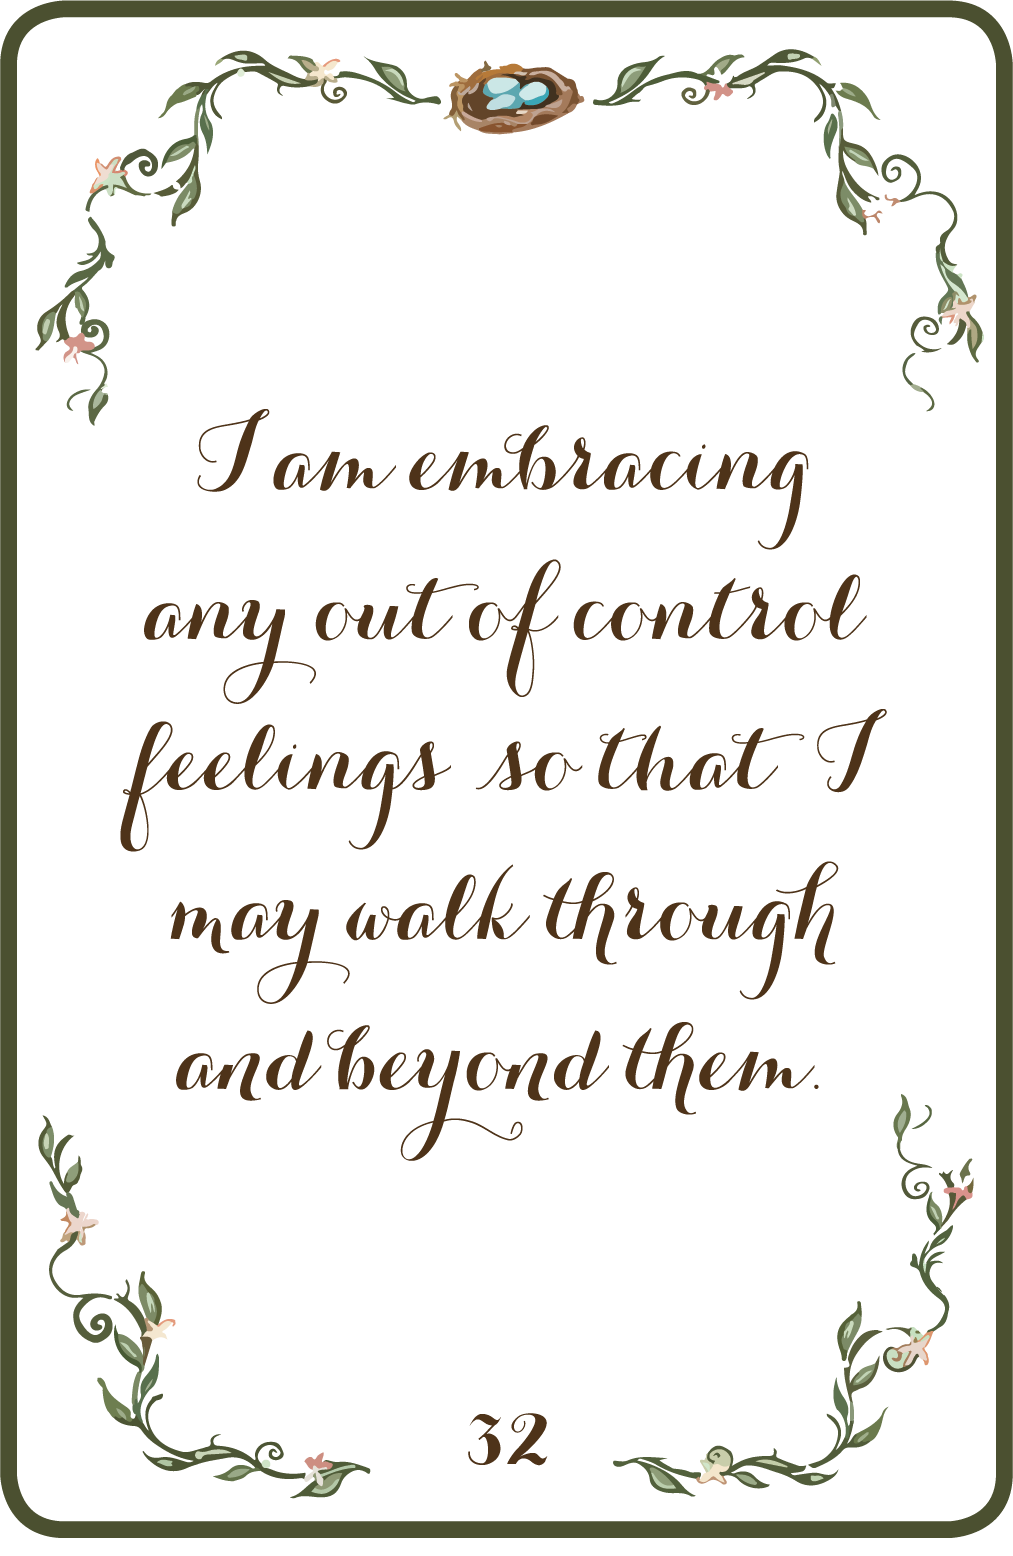 I am embracing
any out of control
feelings so that I
may walk through
and beyond them.
32